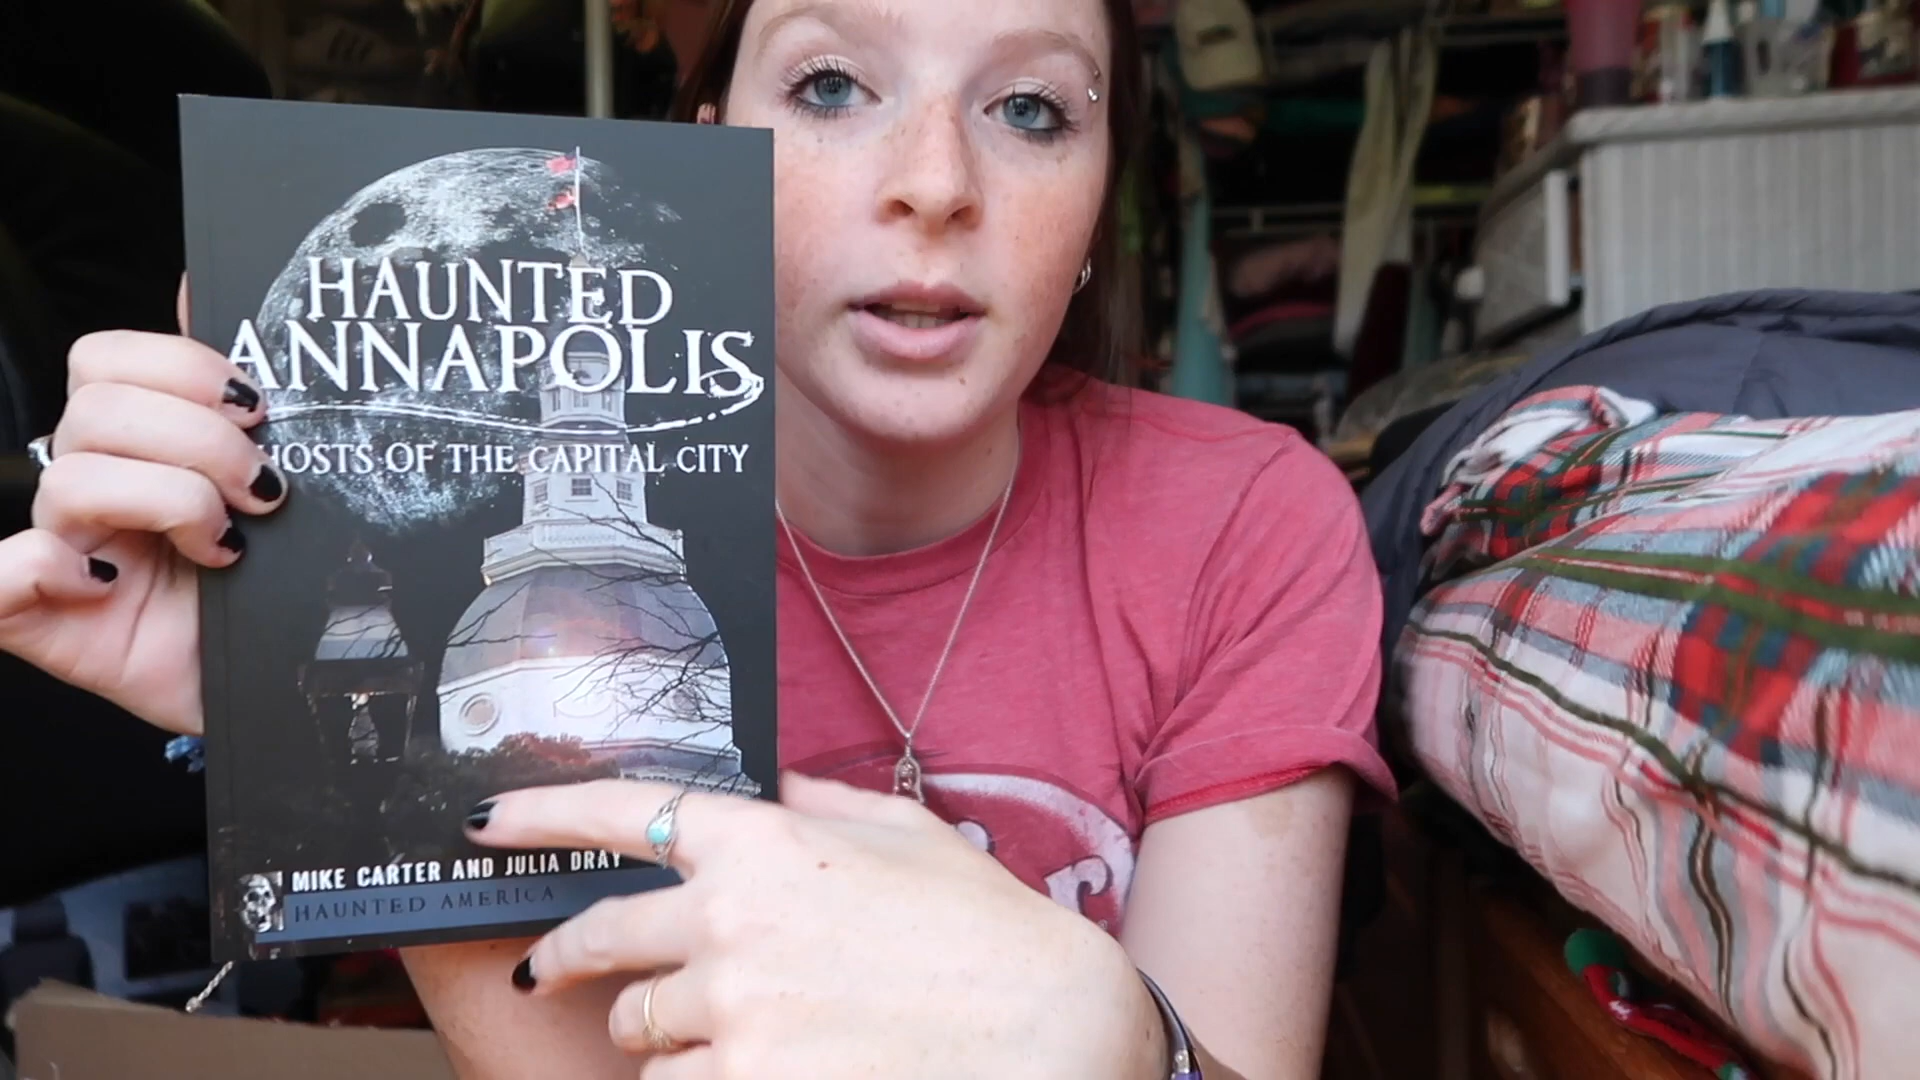 HAUNTED
ANNAPOLIS
HOSTS OF THE CAPITAL CITY
MIKE CARTER AND JULIA DRAY
HAUNTED AMERICA